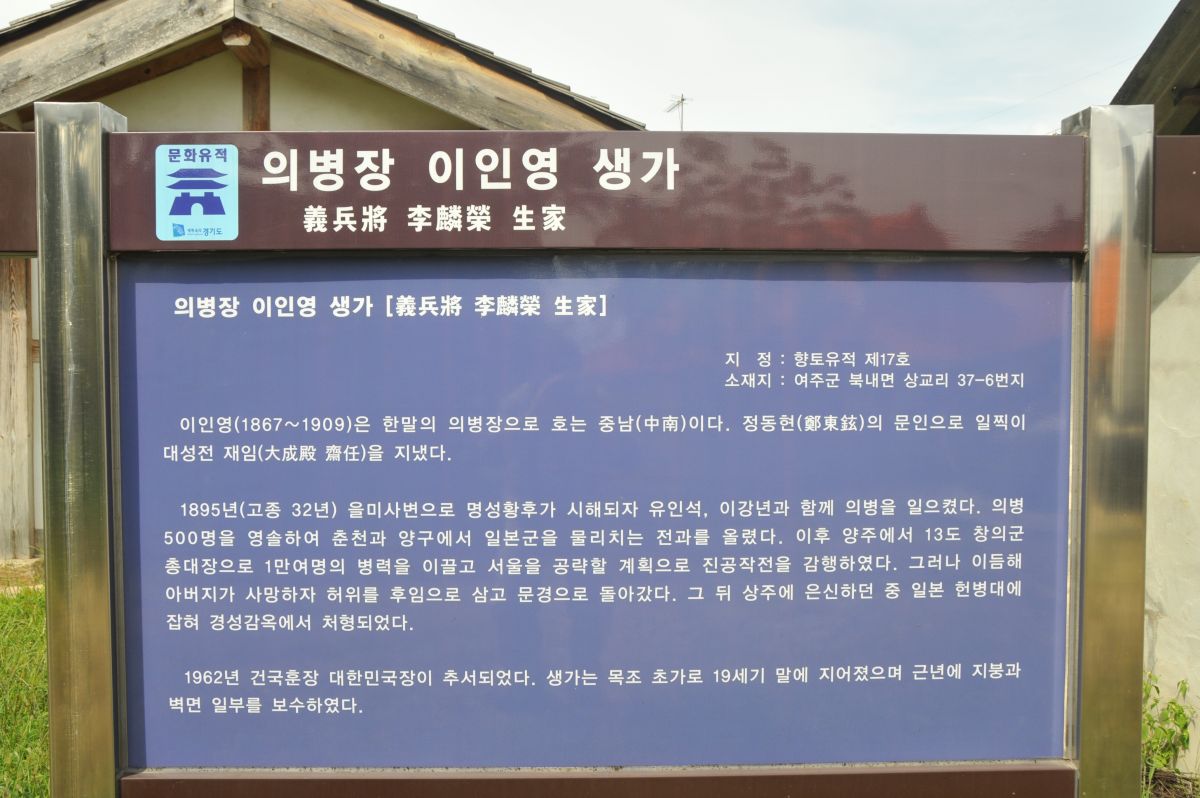 문화유적
경기도
의병장 이인영 생가
義兵將 李麟榮 生家
의병장 이인영 생가 [義兵將 李麟榮 生家]
지 정 : 향토유적 제17호
소재지 : 여주군 북내면 상교리 37-6번지
이인영(1867~1909)은 한말의 의병장으로 호는 중남(中南)이다. 정동현(鄭東鉉)의 문인으로 일찍이
대성전 재임(大成殿 齋任)을 지냈다.
1895년(고종 32년) 을미사변으로 명성황후가 시해되자 유인석, 이강년과 함께 의병을 일으켰다. 의병
500명을 영솔하여 춘천과 양구에서 일본군을 물리치는 전과를 올렸다. 이후 양주에서 13도 창의군
총대장으로 1만여명의 병력을 이끌고 서울을 공략할 계획으로 진공작전을 감행하였다. 그러나 이듬해
아버지가 사망하자 허위를 후임으로 삼고 문경으로 돌아갔다. 그 뒤 상주에 은신하던 중 일본 헌병대에
잡혀 경성감옥에서 처형되었다.
1962년 건국훈장 대한민국장이 추서되었다. 생가는 목조 초가로 19세기 말에 지어졌으며 근년에 지붕과
벽면 일부를 보수하였다.